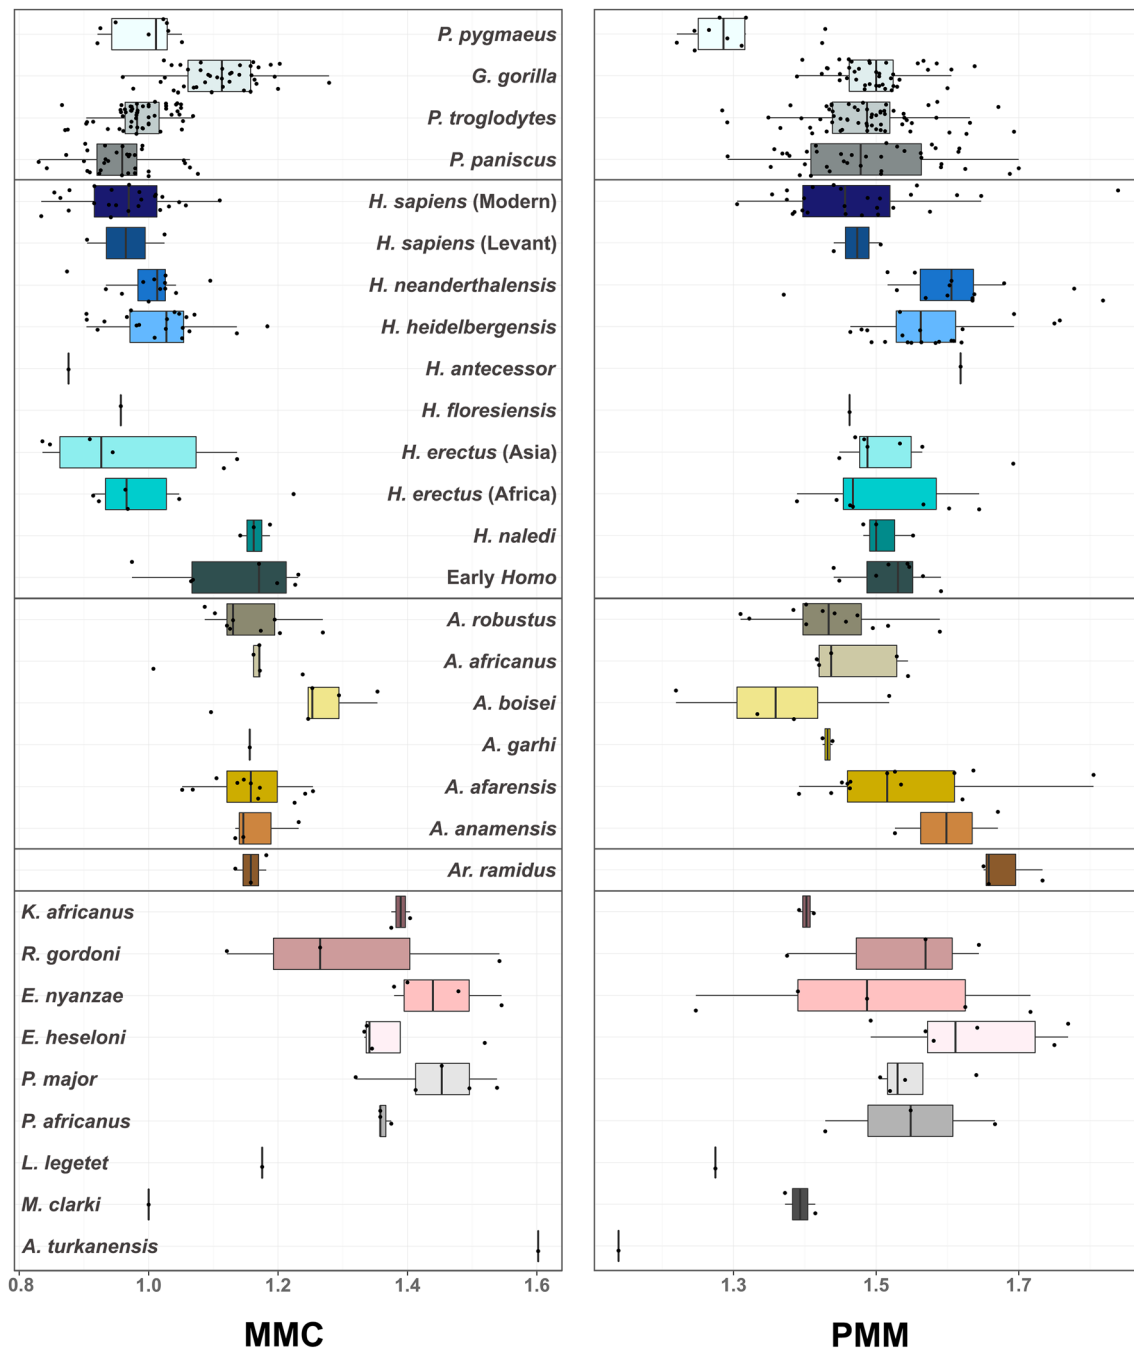 P. pygmaeus
G. gorilla
P. troglodytes
P. paniscus
H. sapiens (Modern)
H. sapiens (Levant)
H. neanderthalensis
H. heidelbergensis
H. antecessor
H. floresiensis
H. erectus (Asia)
H. erectus (Africa)
H. naledi
Early Homo
A. robustus
A. africanus
A. boisei
A. garhi
A. afarensis
A. anamensis
Ar. ramidus
K. africanus
R. gordoni
E. nyanzae
E. heseloni
P. major
P. africanus
L. legetet
M. clarki
A. turkanensis
0.8 1.0 1.2 1.4 1.6 1.3 1.5 1.7
MMC PMM